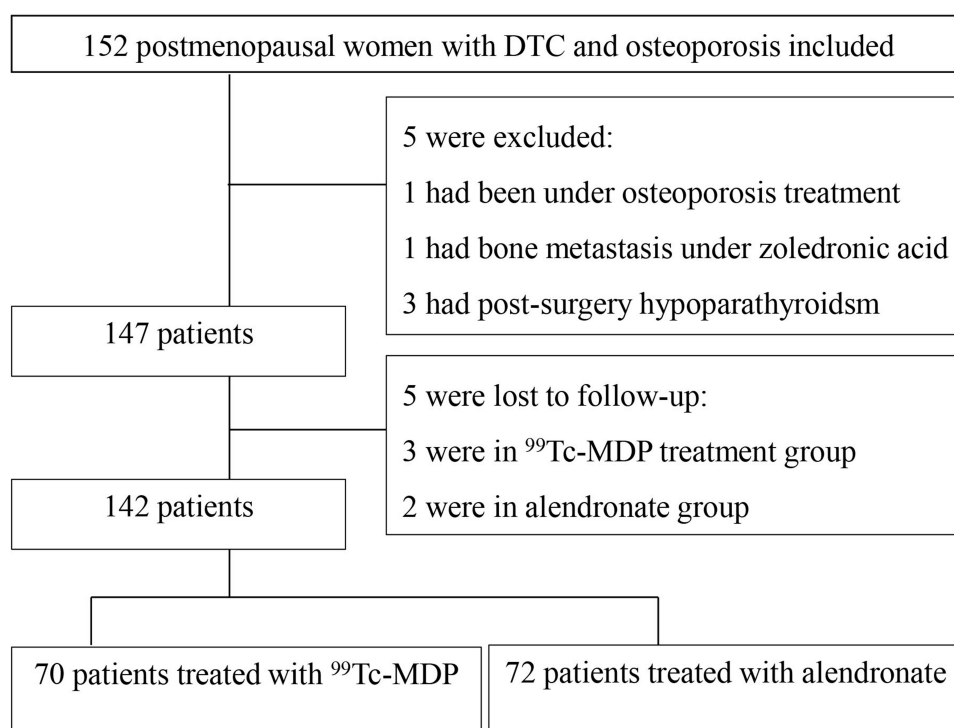 152 postmenopausal women with DTC and osteoporosis included
5 were excluded:
1 had been under osteoporosis treatment
1 had bone metastasis under zoledronic acid
3 had post-surgery hypoparathyroidsm
147 patients
5 were lost to follow-up:
3 were in ⁹⁹Tc-MDP treatment group
2 were in alendronate group
142 patients
70 patients treated with ⁹⁹Tc-MDP
72 patients treated with alendronate